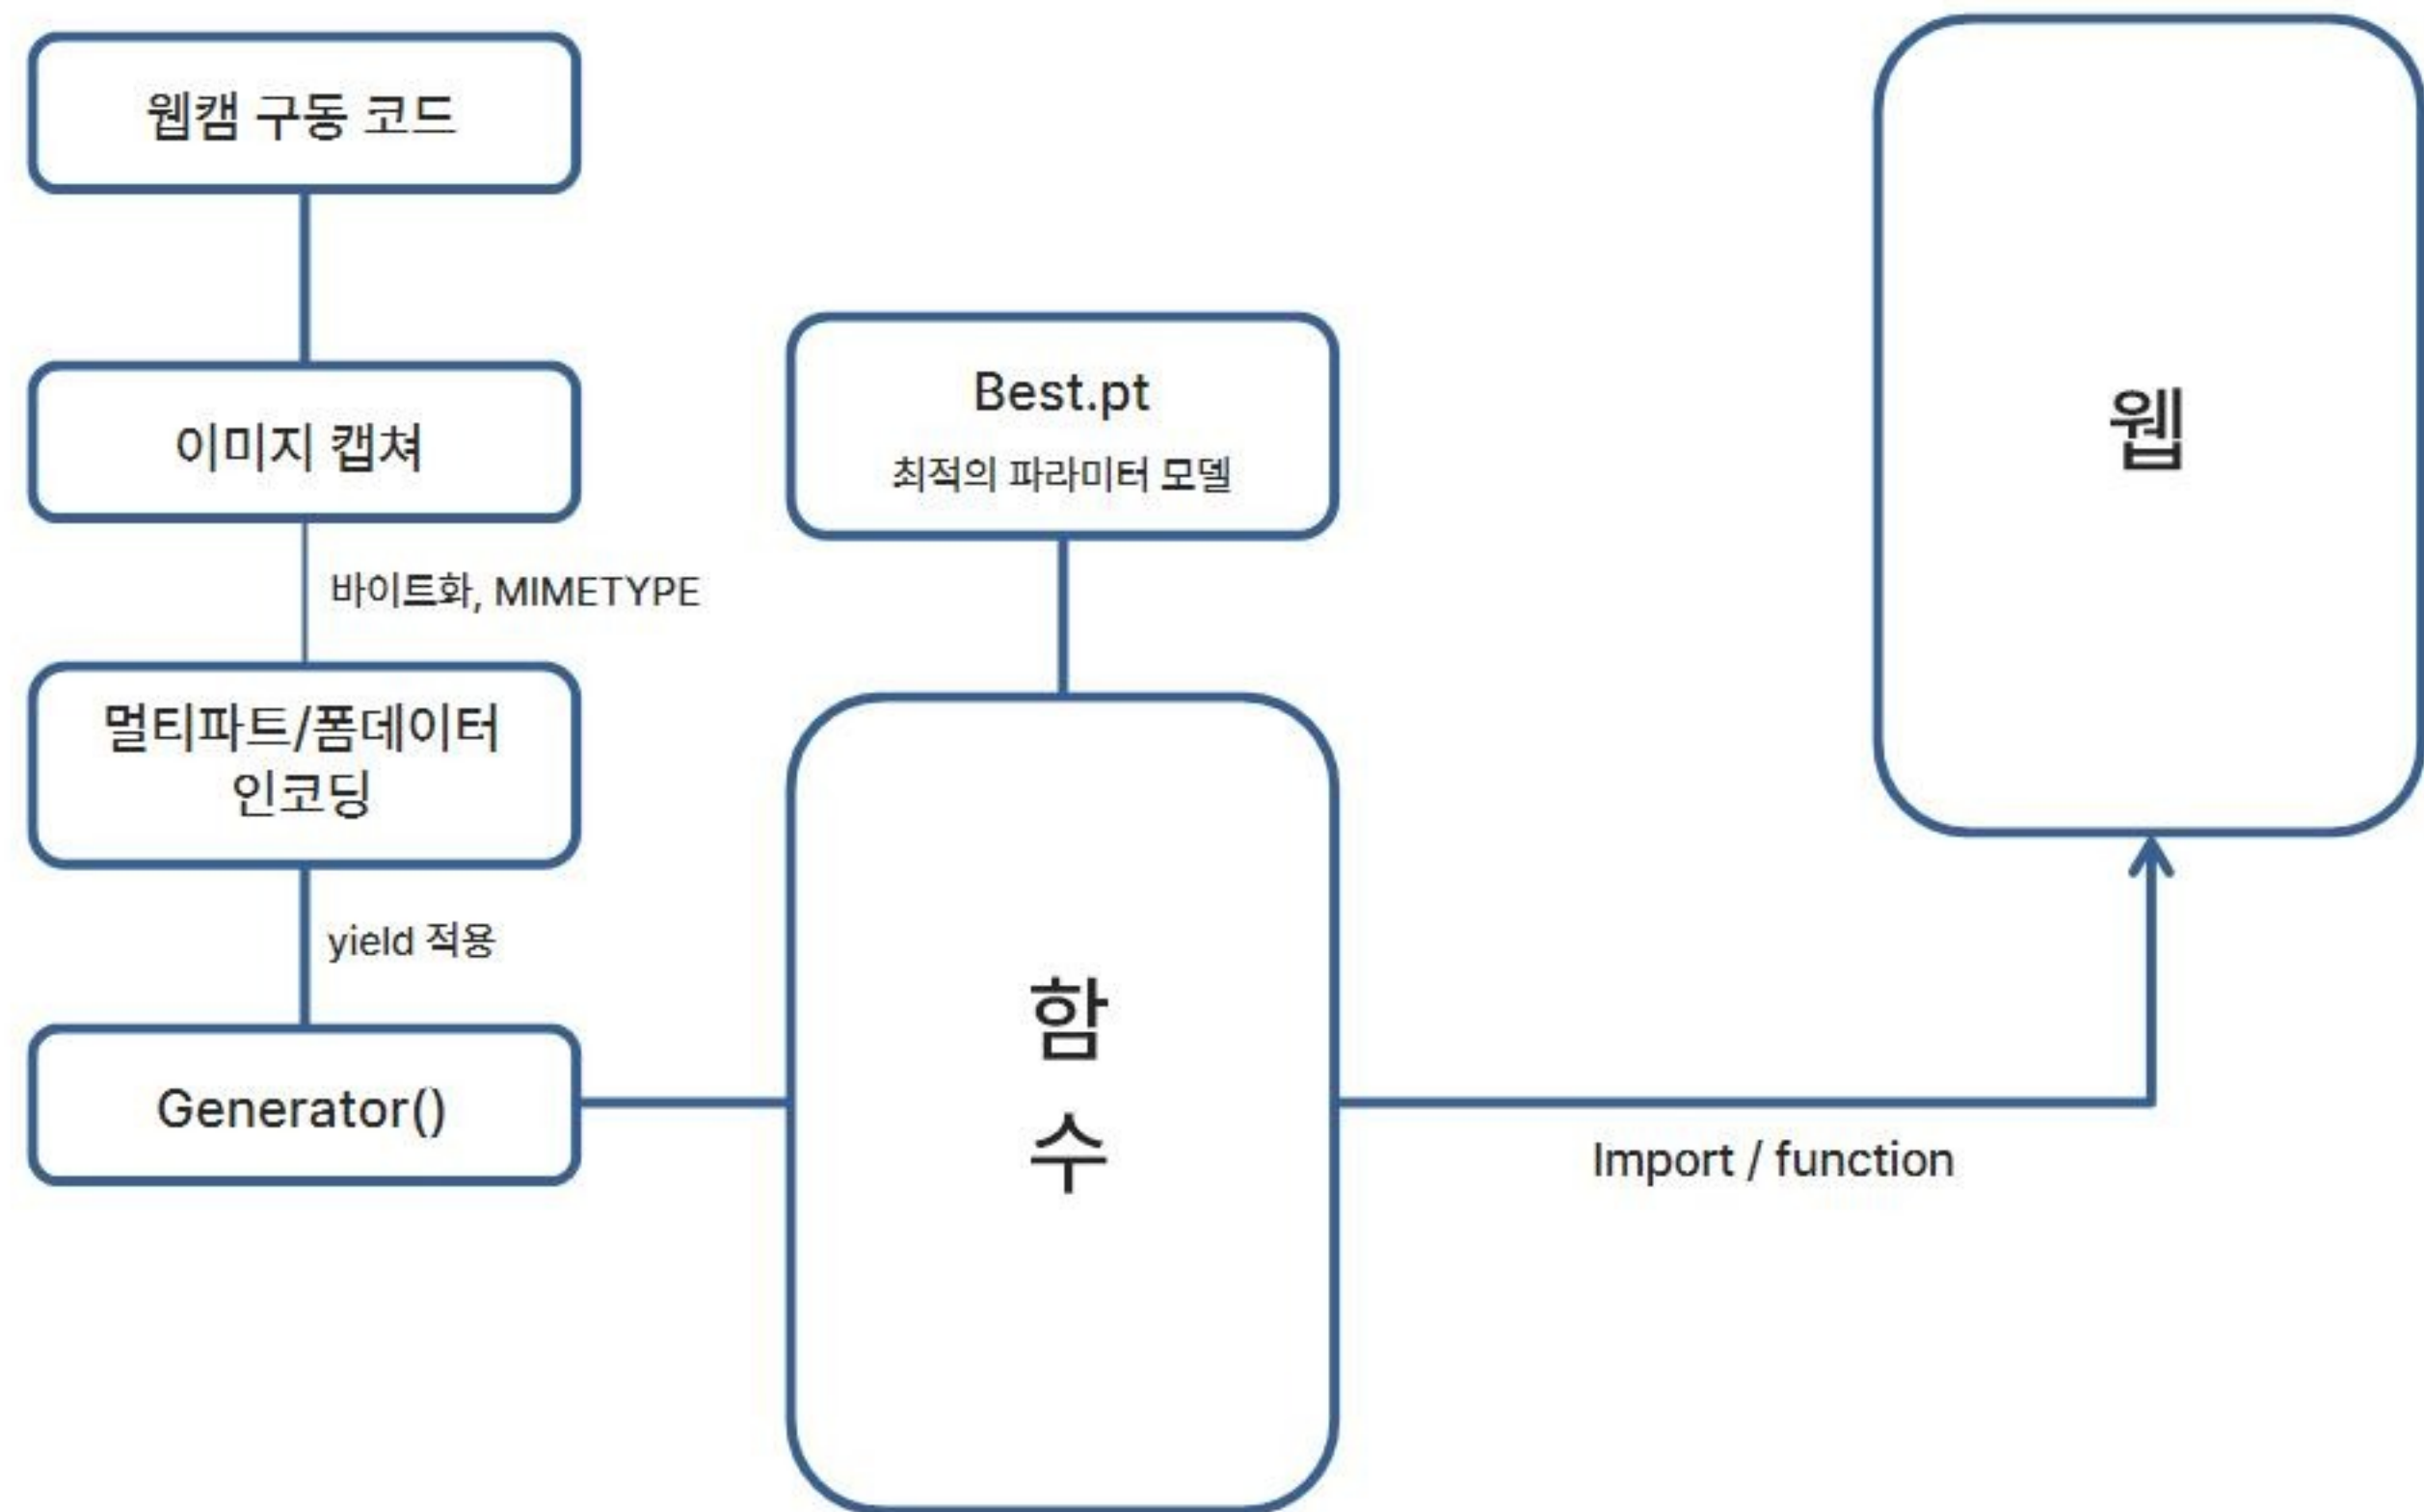 웹캠 구동 코드
이미지 캡쳐
바이트화, MIMETYPE
멀티파트/폼데이터
인코딩
yield 적용
Generator()
Best.pt
최적의 파라미터 모델
함
수
Import / function
웹